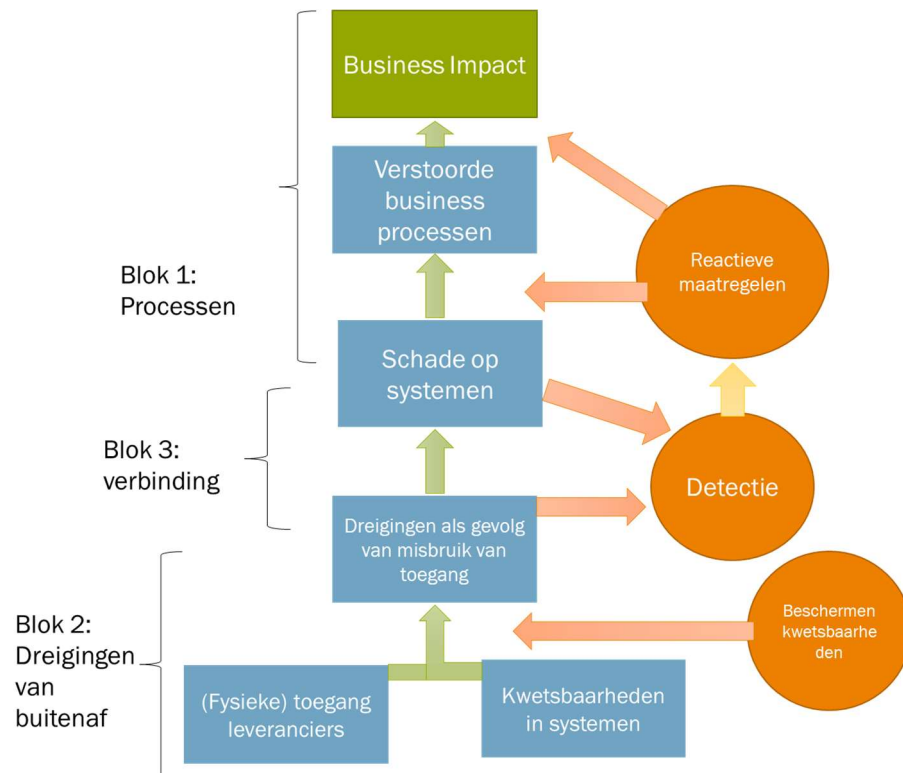 Business Impact
Verstoorde
business
processen
Blok 1:
Processen
Reactieve
maatregelen
Schade op
systemen
Blok 3:
verbinding
Detectie
Dreigingen als gevolg
van misbruik van
toegang
Beschermen
kwetsbaarhe
den
Blok 2:
Dreigingen
van
buitenaf
(Fysieke) toegang
leveranciers
Kwetsbaarheden
in systemen